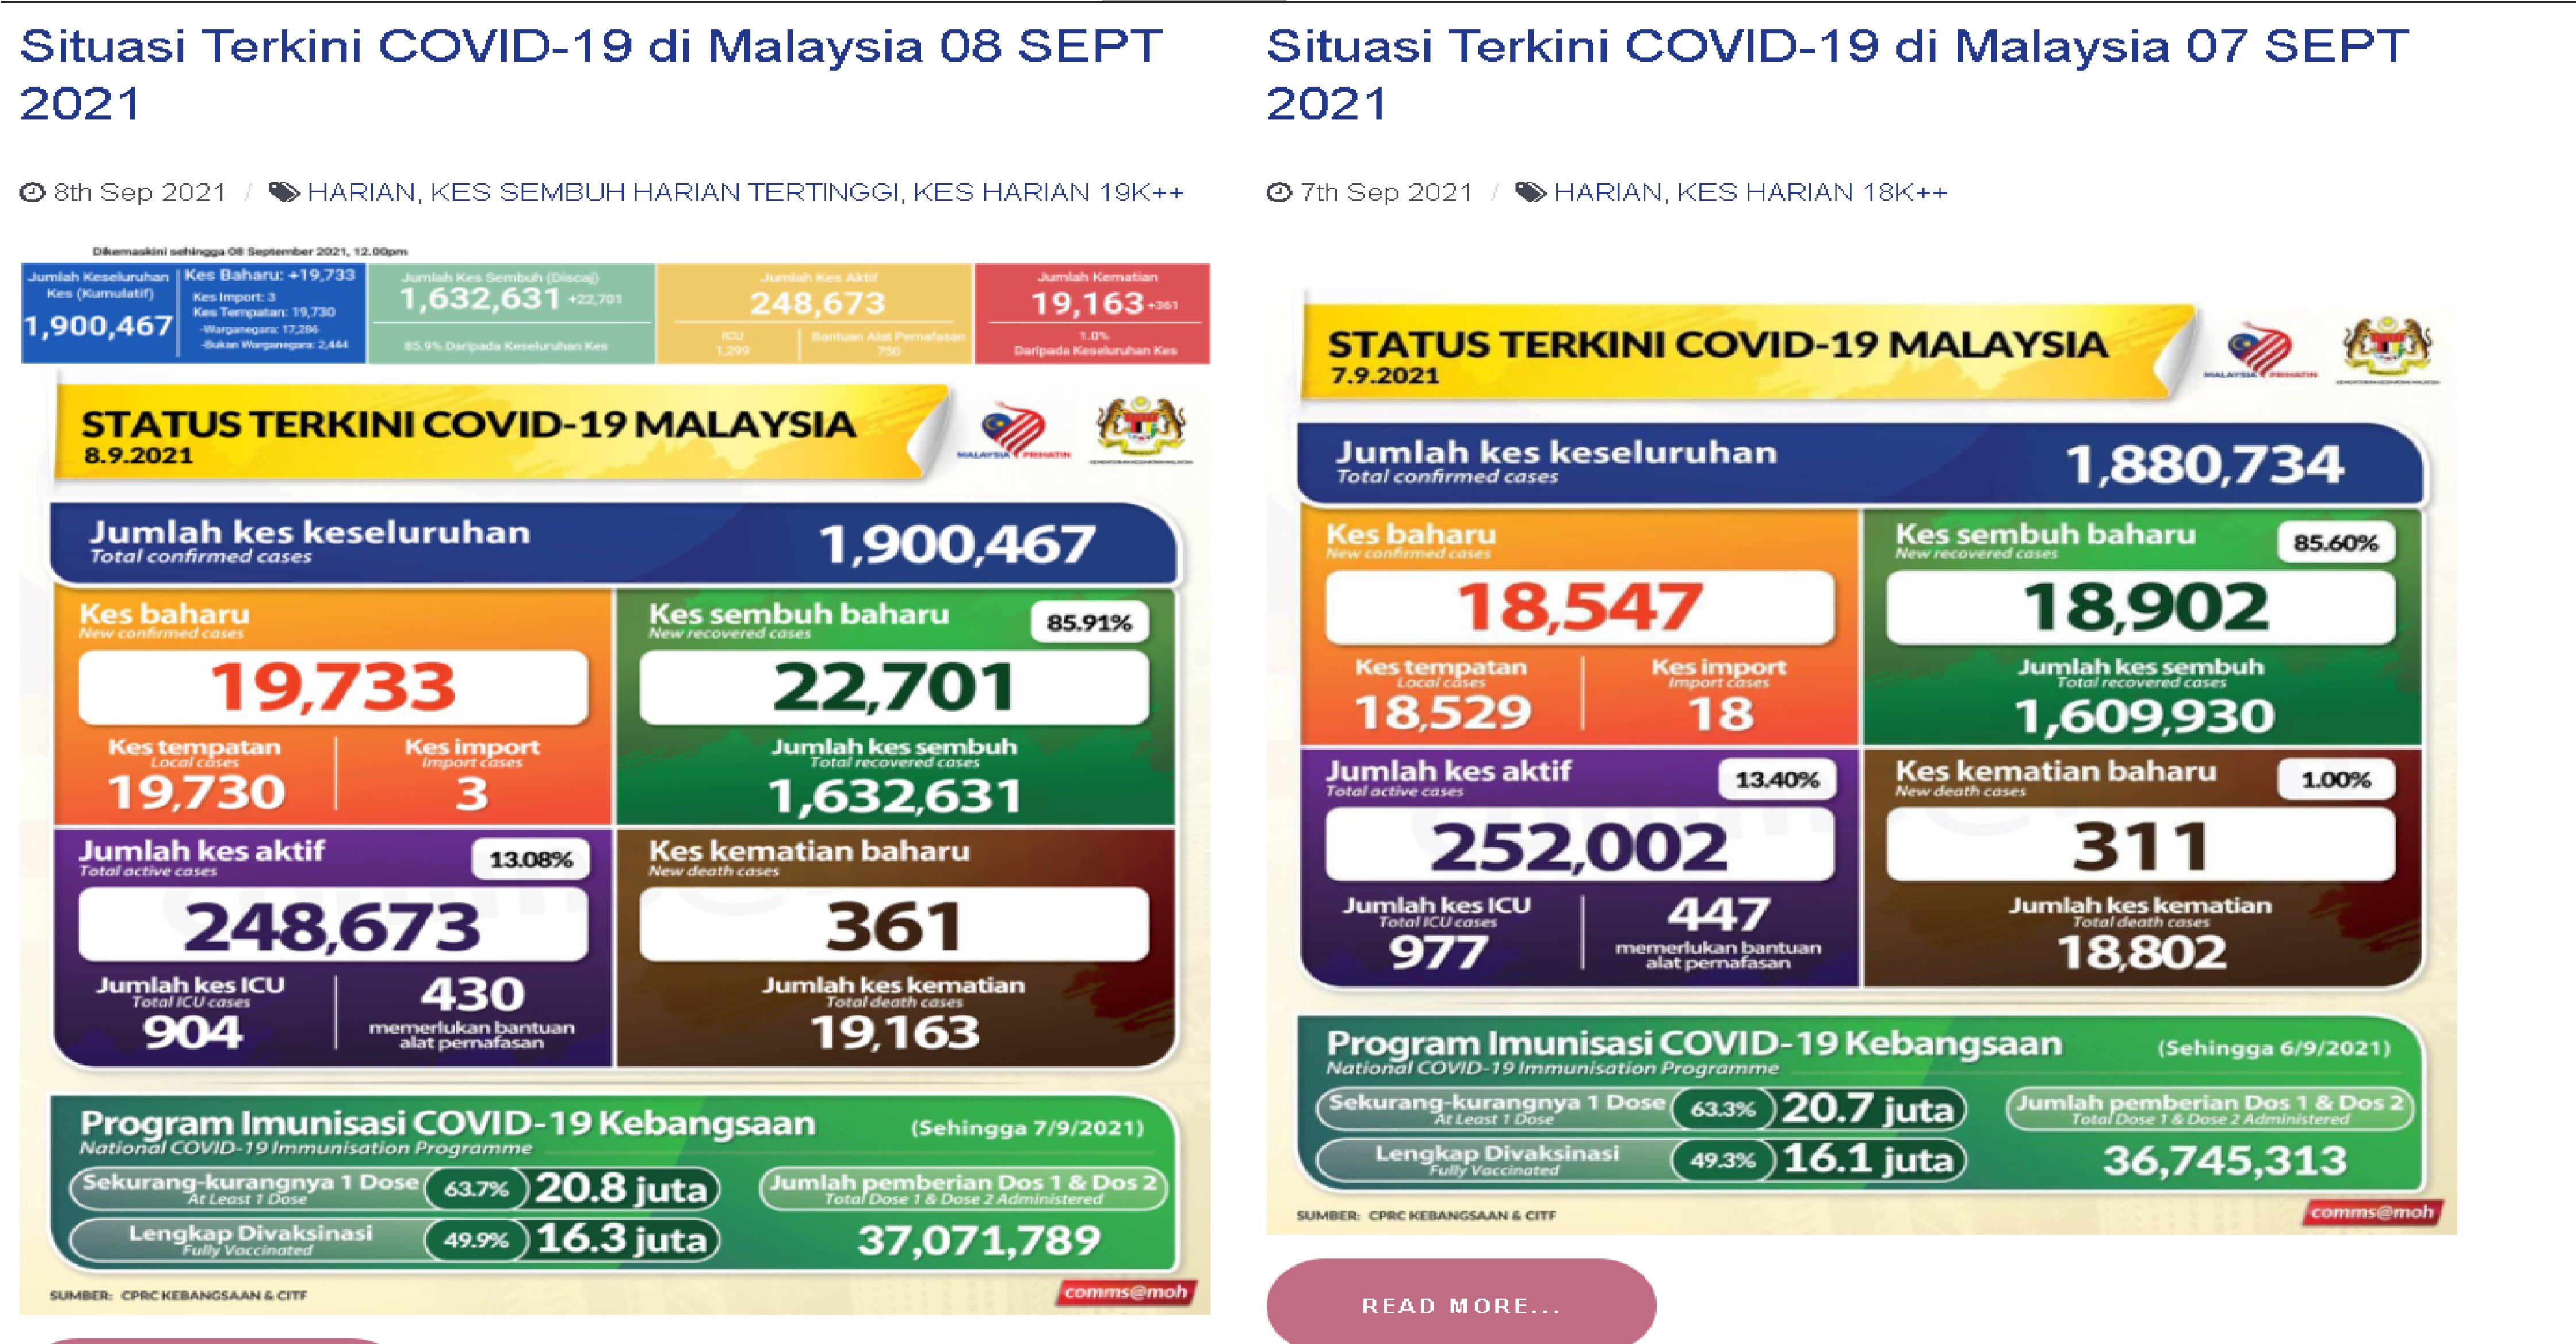 Situasi Terkini COVID-19 di Malaysia 08 SEPT
2021
8th Sep 2021 / HARIAN, KES SEMBUH HARIAN TERTINGGI, KES HARIAN 19K++
Dikemaskini sehingga 08 September 2021, 12.00pm
Jumlah Keseluruhan
Kes (Kumulatif)
1,900,467
Kes Baharu: +19,733
Kes Import: 3
Kes Tempatan: 19,730
-Warganegara: 17,286
-Bukan Warganegara: 2,444
Jumlah Kes Sembuh (Discaj)
1,632,631 +22,701
85.9% Daripada Keseluruhan Kes
Jumlah Kes Aktif
248,673
ICU
1,299
Bantuan Alat Pernafasan
750
Jumlah Kematian
19,163 +361
1.0%
Daripada Keseluruhan Kes
STATUS TERKINI COVID-19 MALAYSIA
8.9.2021
MALAYSIA PRIHATIN
Jumlah kes keseluruhan
Total confirmed cases
1,900,467
Kes baharu
New confirmed cases
19,733
Kes tempatan
Local cases
19,730
Kes import
Import cases
3
Kes sembuh baharu
New recovered cases
85.91%
22,701
Jumlah kes sembuh
Total recovered cases
1,632,631
Jumlah kes aktif
Total active cases
13.08%
248,673
Jumlah kes ICU
Total ICU cases
904
430
memerlukan bantuan
alat pernafasan
Kes kematian baharu
New death cases
361
Jumlah kes kematian
Total death cases
19,163
Program Imunisasi COVID-19 Kebangsaan (Sehingga 7/9/2021)
National COVID-19 Immunisation Programme
Sekurang-kurangnya 1 Dose
At Least 1 Dose
63.7% 20.8 juta
Lengkap Divaksinasi
Fully Vaccinated
49.9% 16.3 juta
Jumlah pemberian Dos 1 & Dos 2
Total Dose 1 & Dose 2 Administered
37,071,789
SUMBER: CPRC KEBANGSAAN & CITF
comms@moh
Situasi Terkini COVID-19 di Malaysia 07 SEPT
2021
7th Sep 2021 / HARIAN, KES HARIAN 18K++
STATUS TERKINI COVID-19 MALAYSIA
7.9.2021
MALAYSIA PRIHATIN
Jumlah kes keseluruhan
Total confirmed cases
1,880,734
Kes baharu
New confirmed cases
18,547
Kes tempatan
Local cases
18,529
Kes import
Import cases
18
Kes sembuh baharu
New recovered cases
85.60%
18,902
Jumlah kes sembuh
Total recovered cases
1,609,930
Jumlah kes aktif
Total active cases
13.40%
252,002
Jumlah kes ICU
Total ICU cases
977
447
memerlukan bantuan
alat pernafasan
Kes kematian baharu
New death cases
1.00%
311
Jumlah kes kematian
Total death cases
18,802
Program Imunisasi COVID-19 Kebangsaan (Sehingga 6/9/2021)
National COVID-19 Immunisation Programme
Sekurang-kurangnya 1 Dose
At Least 1 Dose
63.3% 20.7 juta
Lengkap Divaksinasi
Fully Vaccinated
49.3% 16.1 juta
Jumlah pemberian Dos 1 & Dos 2
Total Dose 1 & Dose 2 Administered
36,745,313
SUMBER: CPRC KEBANGSAAN & CITF
comms@moh
READ MORE...